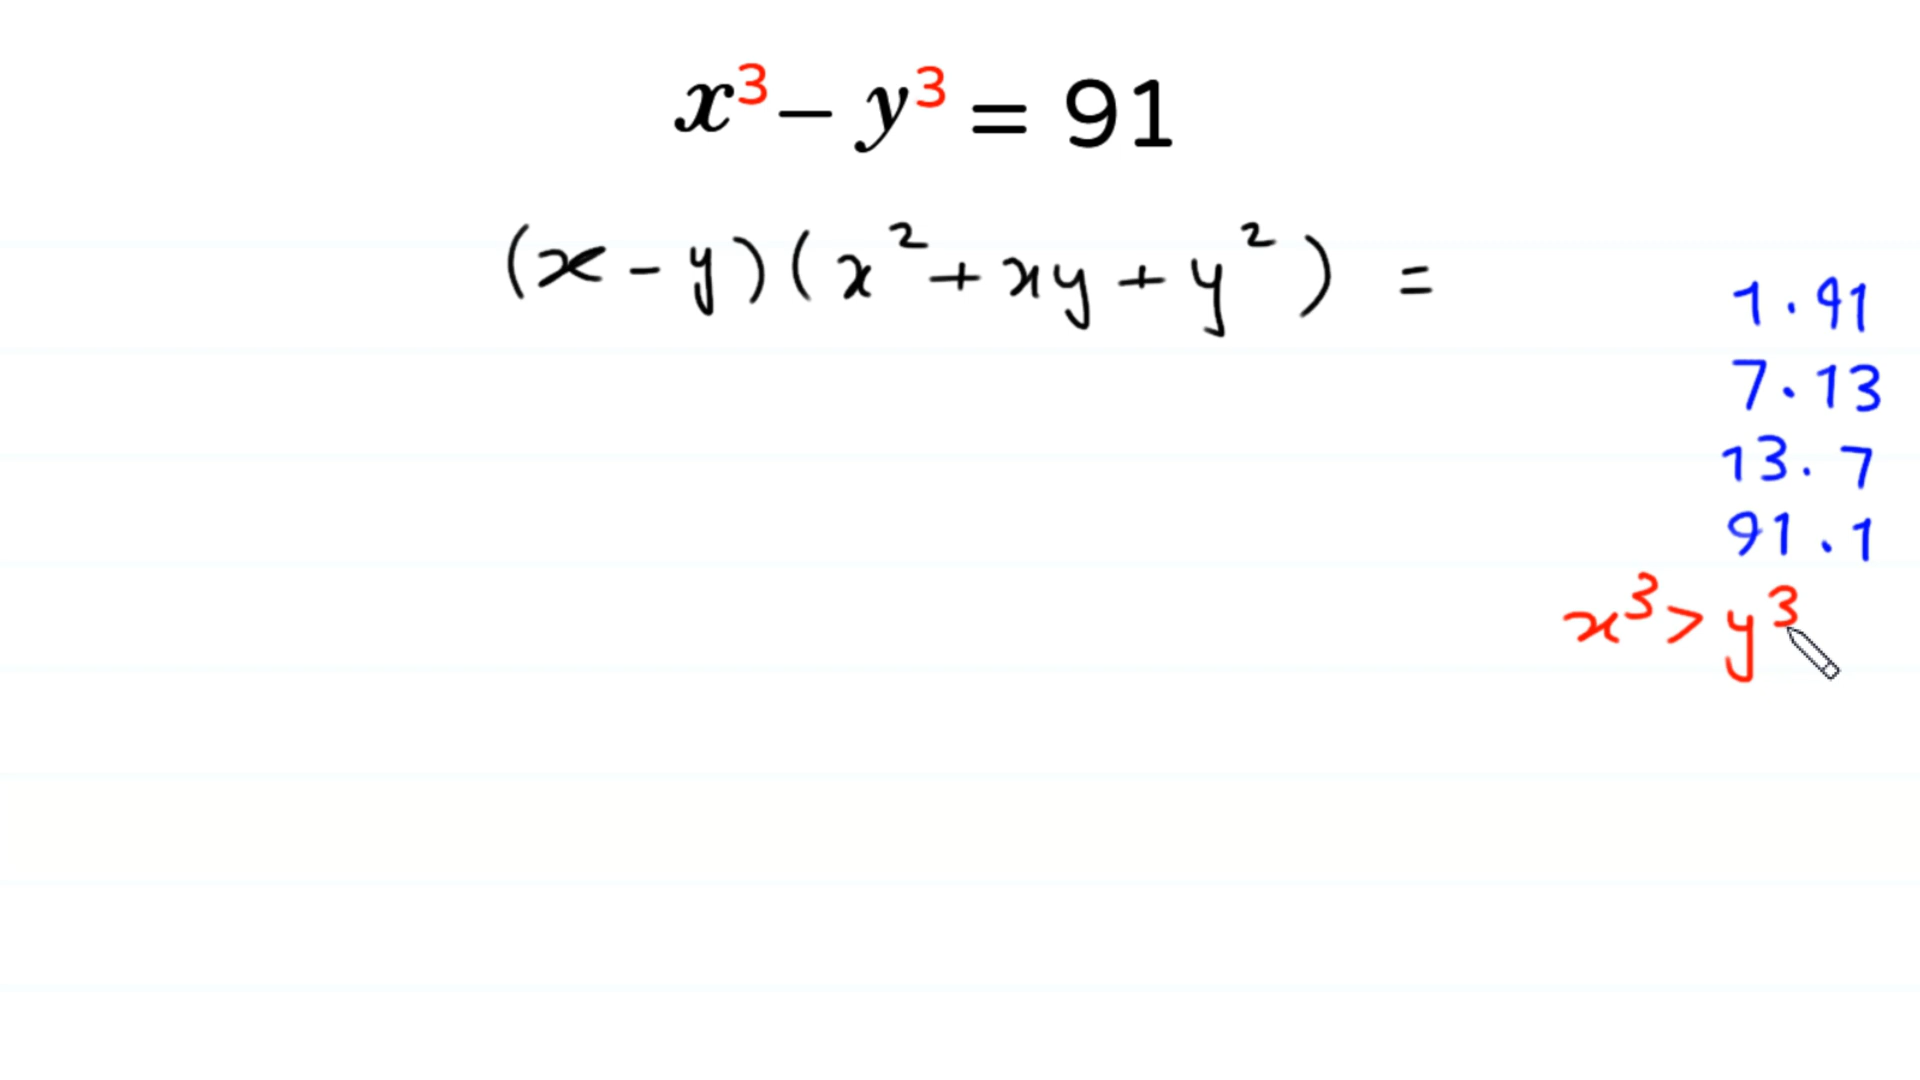 x³ – y³ = 91
(x – y)(x² + xy + y²) =
1 · 91
7 · 13
13 · 7
91 · 1
x³ > y³